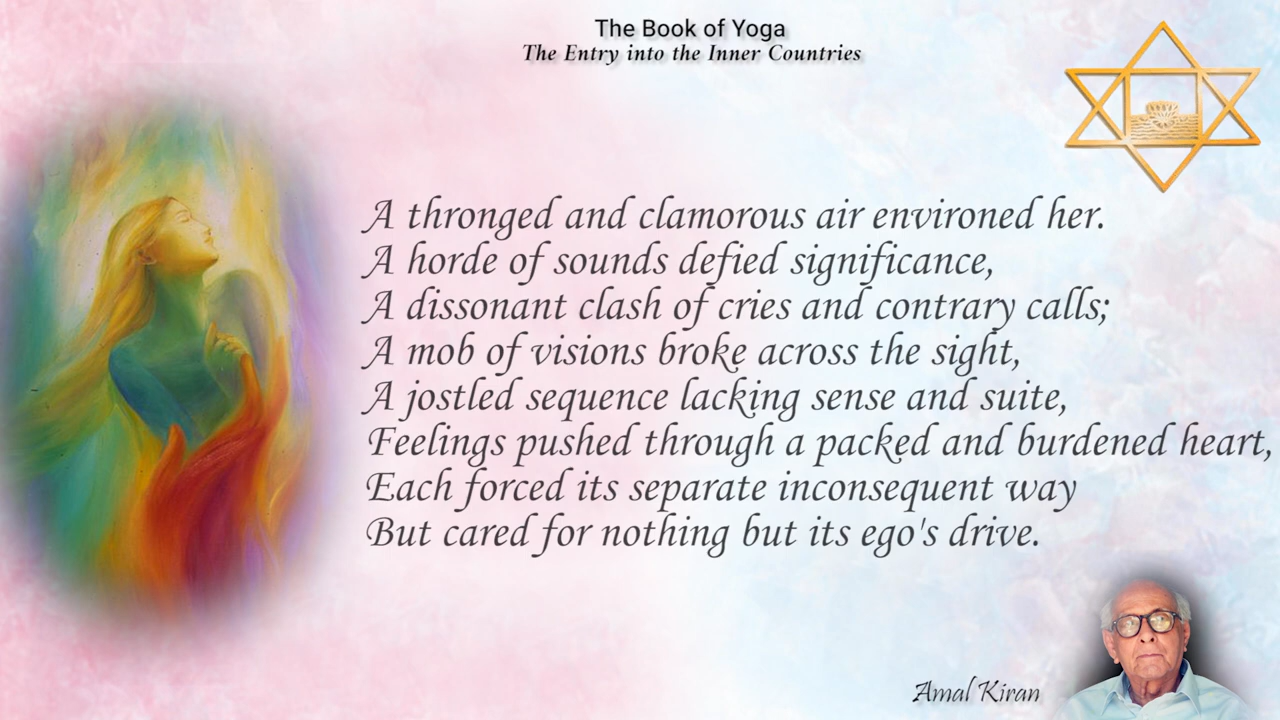 The Book of Yoga
The Entry into the Inner Countries
A thronged and clamorous air environed her.
A horde of sounds defied significance,
A dissonant clash of cries and contrary calls;
A mob of visions broke across the sight,
A jostled sequence lacking sense and suite,
Feelings pushed through a packed and burdened heart,
Each forced its separate inconsequent way
But cared for nothing but its ego's drive.
Amal Kiran